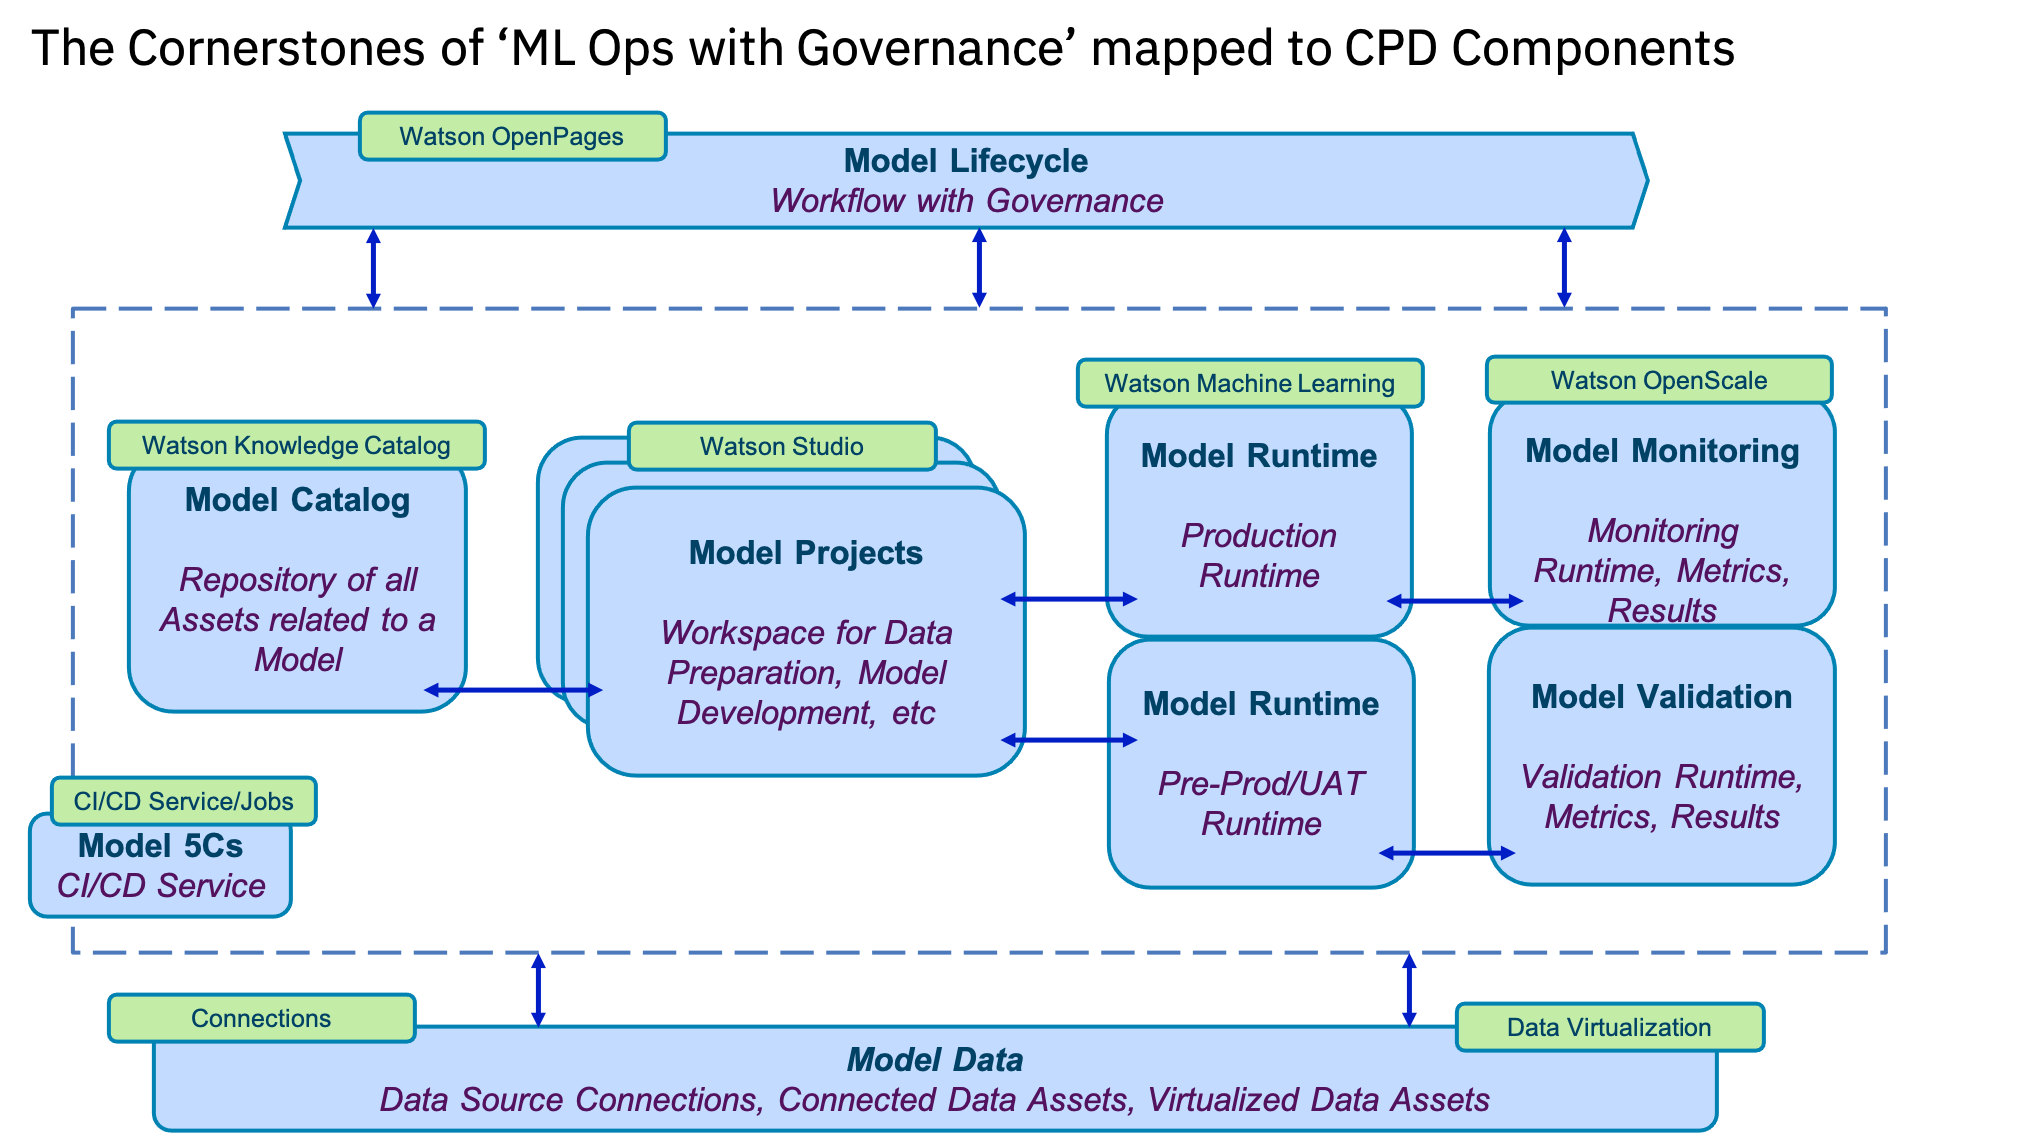 The Cornerstones of ‘ML Ops with Governance’ mapped to CPD Components
Watson OpenPages
Model Lifecycle
Workflow with Governance
Watson Knowledge Catalog
Model Catalog
Repository of all
Assets related to a
Model
Watson Studio
Model Projects
Workspace for Data
Preparation, Model
Development, etc
Watson Machine Learning
Model Runtime
Production
Runtime
Model Runtime
Pre-Prod/UAT
Runtime
Watson OpenScale
Model Monitoring
Monitoring
Runtime, Metrics,
Results
Model Validation
Validation Runtime,
Metrics, Results
CI/CD Service/Jobs
Model 5Cs
CI/CD Service
Connections
Data Virtualization
Model Data
Data Source Connections, Connected Data Assets, Virtualized Data Assets